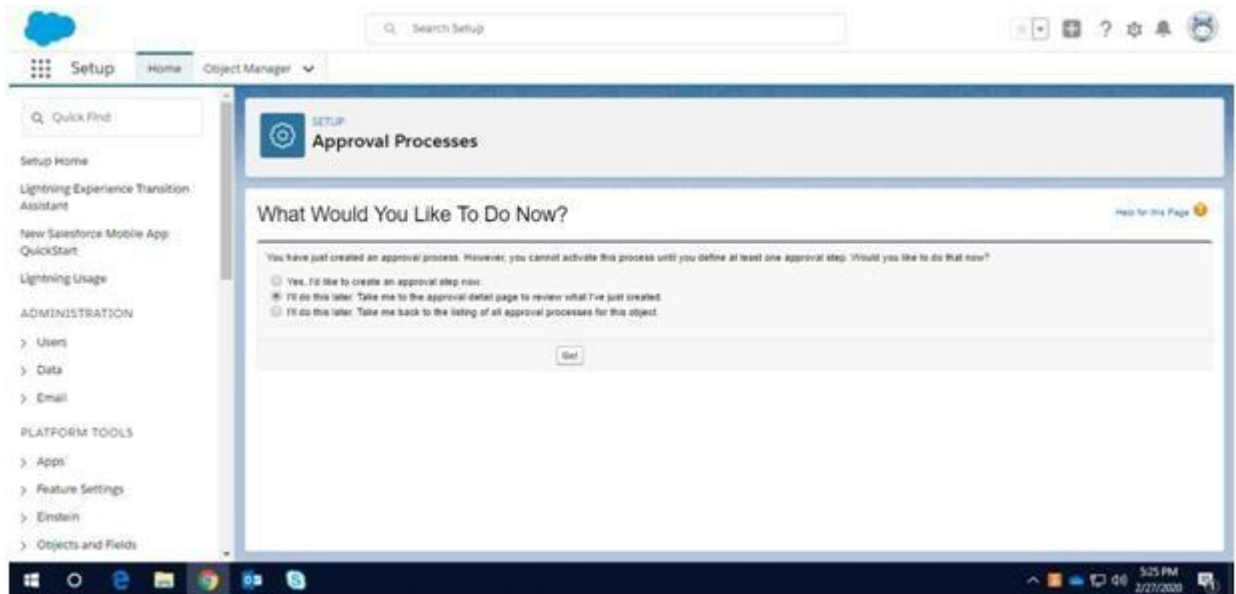 Search Setup
Setup
Home
Object Manager
Quick Find
Setup Home
Lightning Experience Transition
Assistant
New Salesforce Mobile App
QuickStart
Lightning Usage
ADMINISTRATION
Users
Data
Email
PLATFORM TOOLS
Apps
Feature Settings
Einstein
Objects and Fields
SETUP
Approval Processes
What Would You Like To Do Now?
Help for this Page
You have just created an approval process. However, you cannot activate this process until you define at least one approval step. Would you like to do that now?
Yes, I'd like to create an approval step now.
I'll do this later. Take me to the approval detail page to review what I've just created.
I'll do this later. Take me back to the listing of all approval processes for this object.
Go!
5:25 PM
2/27/2020